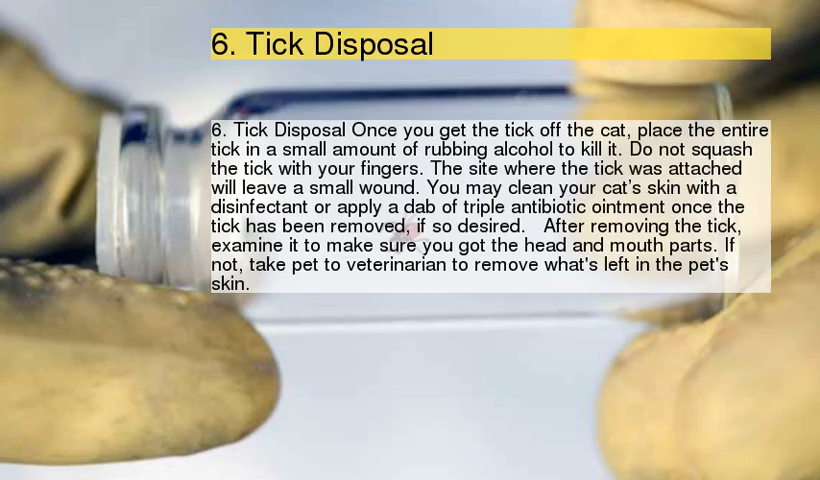 6. Tick Disposal
6. Tick Disposal Once you get the tick off the cat, place the entire
tick in a small amount of rubbing alcohol to kill it. Do not squash
the tick with your fingers. The site where the tick was attached
will leave a small wound. You may clean your cat's skin with a
disinfectant or apply a dab of triple antibiotic ointment once the
tick has been removed, if so desired.   After removing the tick,
examine it to make sure you got the head and mouth parts. If
not, take pet to veterinarian to remove what's left in the pet's
skin.